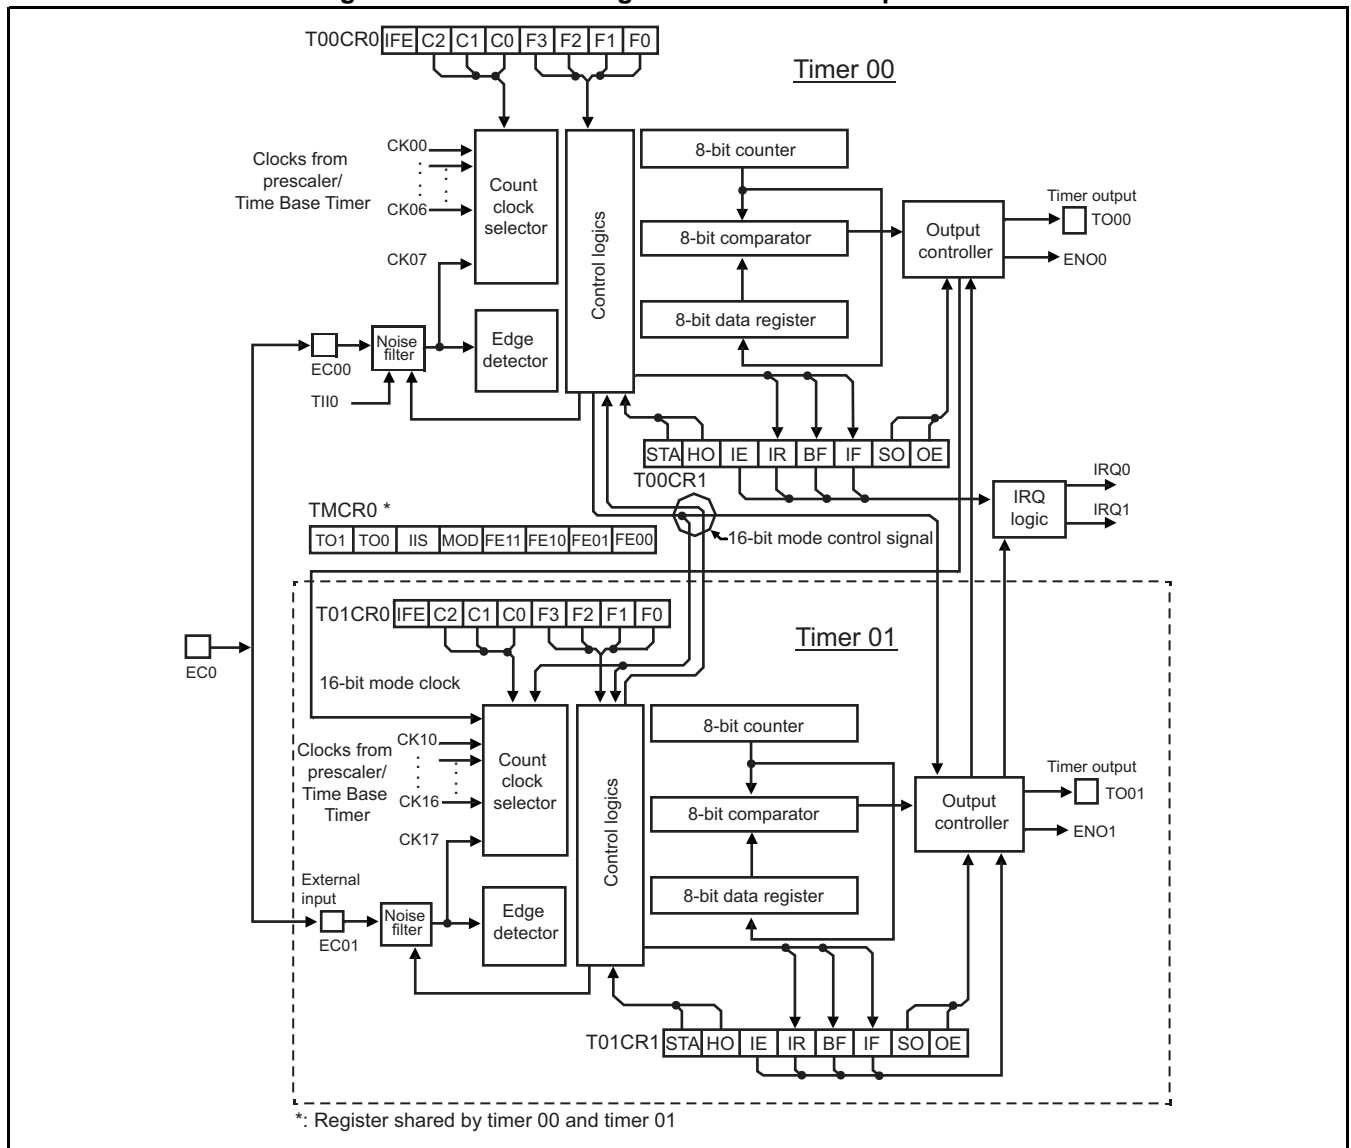 T00CR0 IFE C2 C1 C0 F3 F2 F1 F0
Timer 00
Clocks from
prescaler/
Time Base Timer
CK00
CK06
CK07
Count
clock
selector
Control logics
8-bit counter
8-bit comparator
8-bit data register
Output
controller
Timer output
TO00
ENO0
EC00
Noise
filter
TII0
Edge
detector
STA HO IE IR BF IF SO OE
T00CR1
IRQ
logic
IRQ0
IRQ1
TMCR0 *
TO1 TO0 IIS MOD FE11 FE10 FE01 FE00
16-bit mode control signal
T01CR0 IFE C2 C1 C0 F3 F2 F1 F0
Timer 01
EC0
16-bit mode clock
Clocks from
prescaler/
Time Base
Timer
CK10
CK16
CK17
Count
clock
selector
Control logics
8-bit counter
8-bit comparator
8-bit data register
Output
controller
Timer output
TO01
ENO1
External
input
EC01
Noise
filter
Edge
detector
T01CR1 STA HO IE IR BF IF SO OE
*: Register shared by timer 00 and timer 01